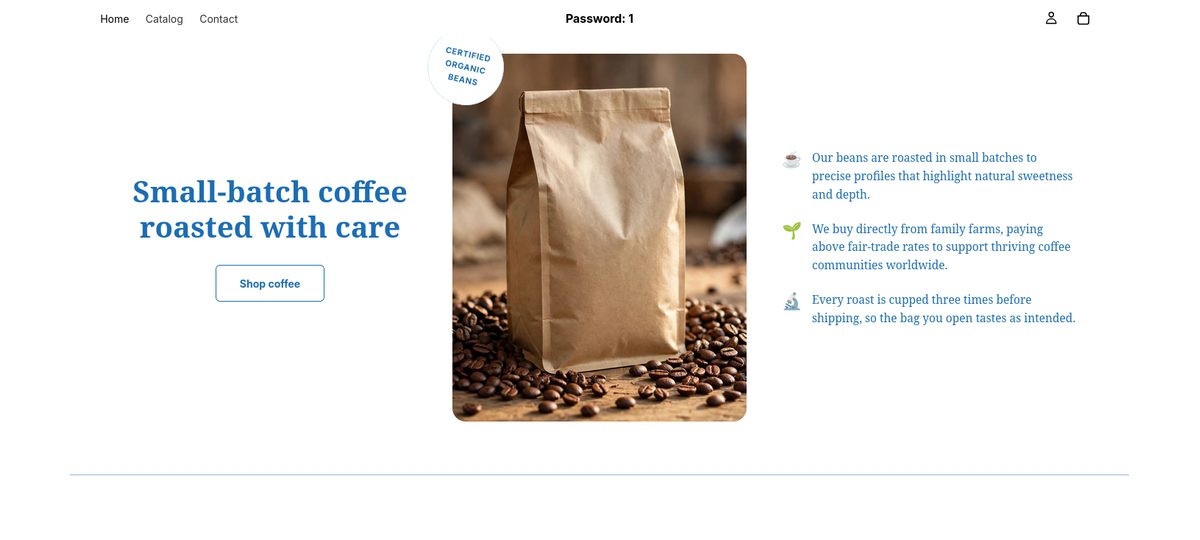 Home Catalog Contact
Password: 1
CERTIFIED
ORGANIC
BEANS
Small-batch coffee
roasted with care
Shop coffee
Our beans are roasted in small batches to
precise profiles that highlight natural sweetness
and depth.
We buy directly from family farms, paying
above fair-trade rates to support thriving coffee
communities worldwide.
Every roast is cupped three times before
shipping, so the bag you open tastes as intended.